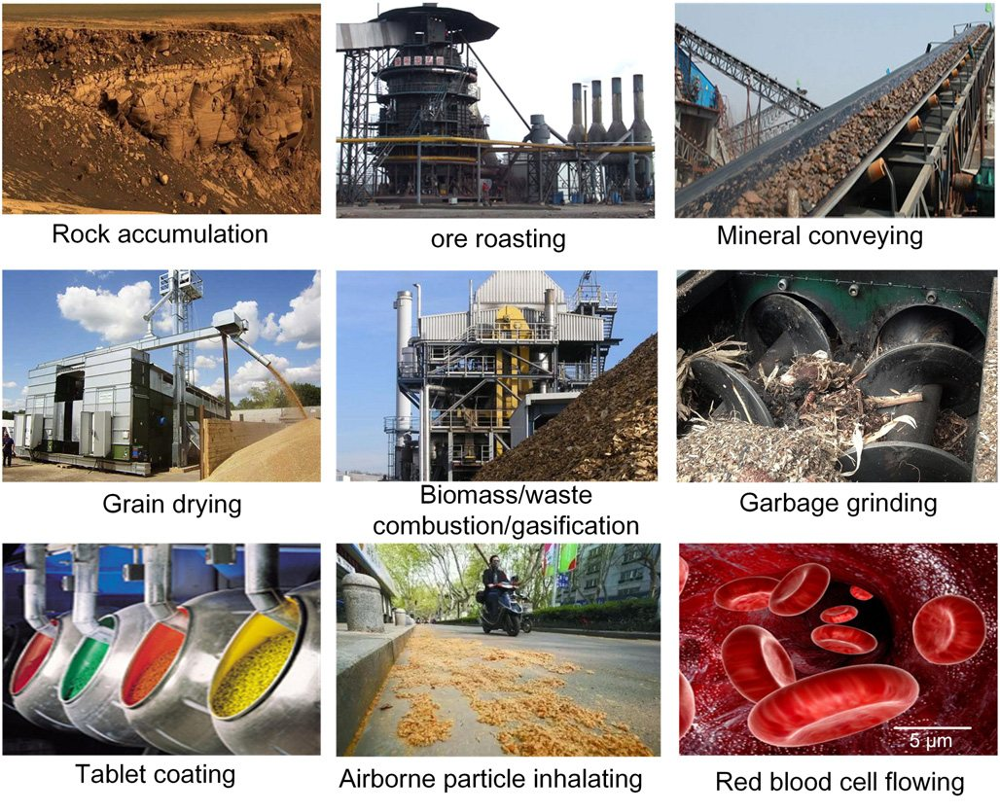 Rock accumulation
ore roasting
Mineral conveying
Grain drying
Biomass/waste
combustion/gasification
Garbage grinding
5 μm
Tablet coating
Airborne particle inhalating
Red blood cell flowing